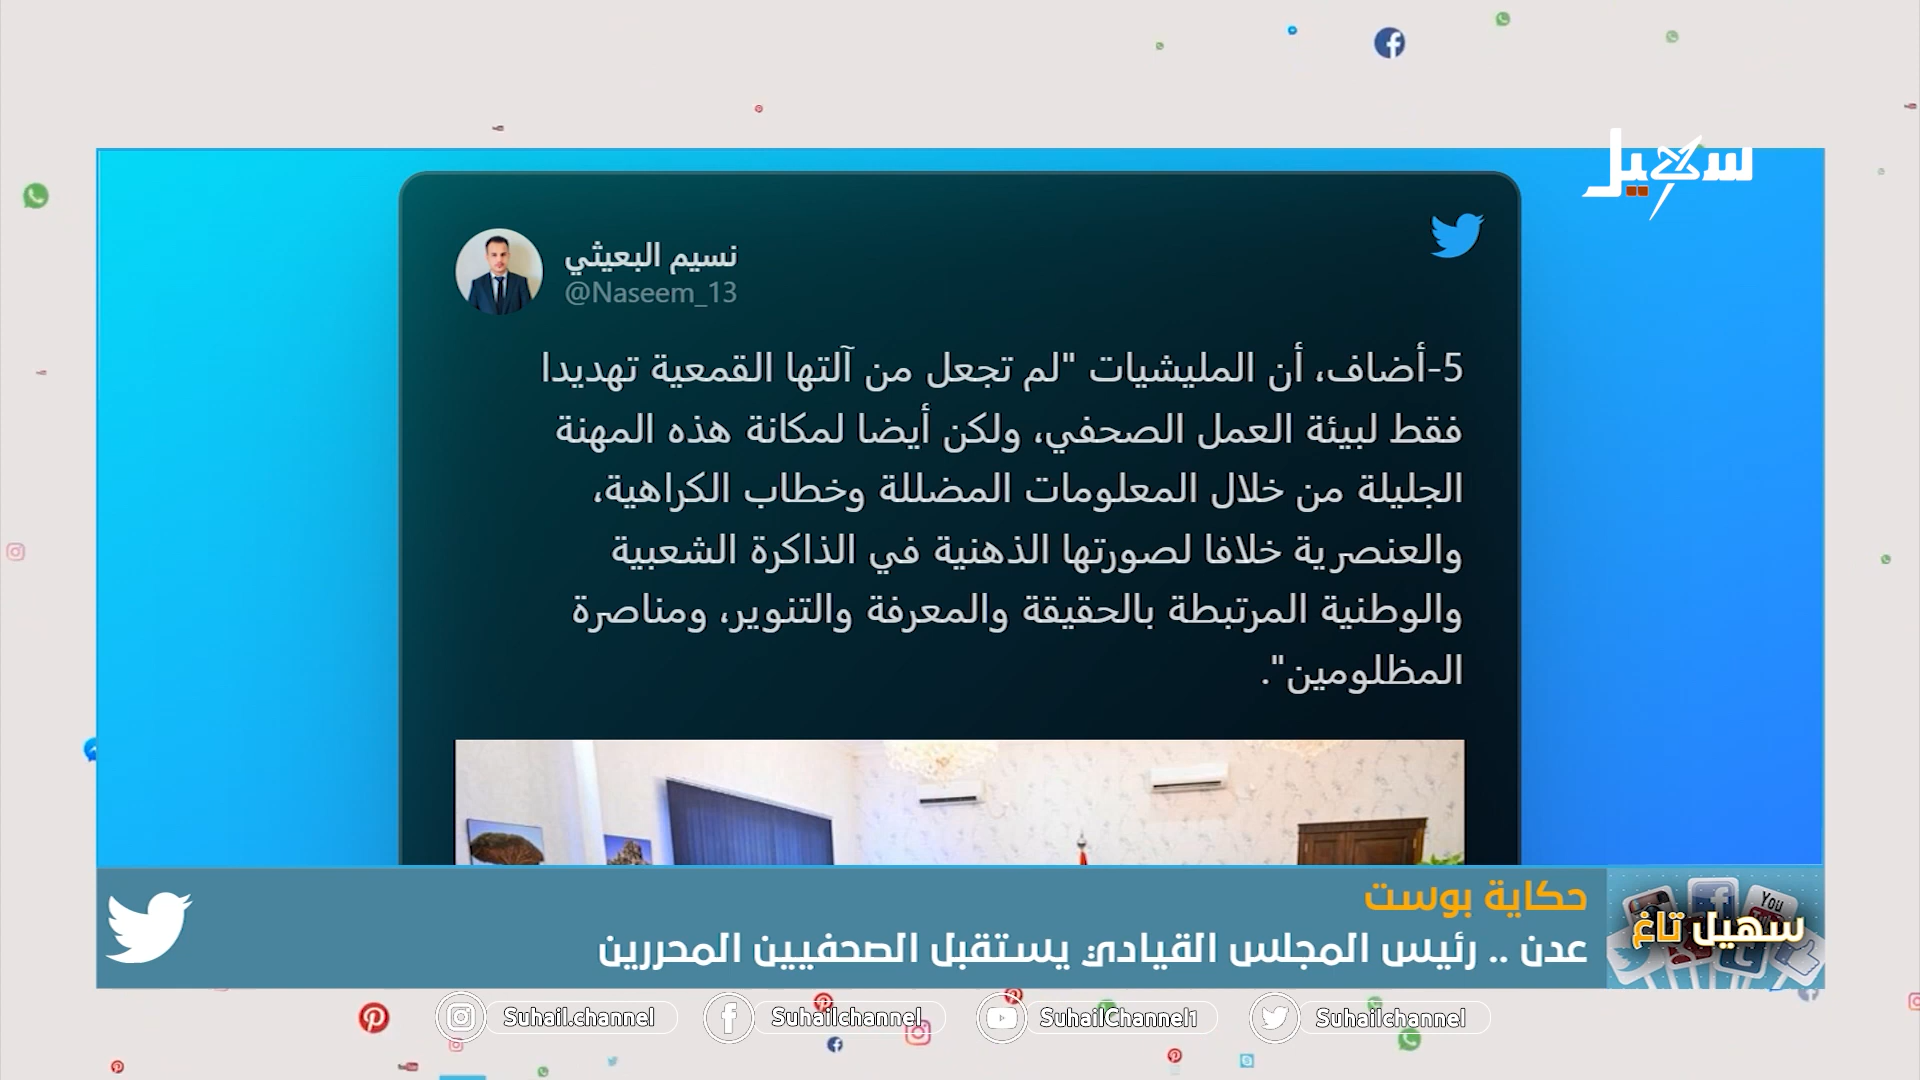 سهيل
نسيم البعيثي
@Naseem_13
5-أضاف، أن المليشيات "لم تجعل من آلتها القمعية تهديدا
فقط لبيئة العمل الصحفي، ولكن أيضا لمكانة هذه المهنة
الجليلة من خلال المعلومات المضللة وخطاب الكراهية،
والعنصرية خلافا لصورتها الذهنية في الذاكرة الشعبية
والوطنية المرتبطة بالحقيقة والمعرفة والتنوير، ومناصرة
المظلومين".
حكاية بوست
عدن .. رئيس المجلس القيادي يستقبل الصحفيين المحررين
You
سهيل تاغ
Suhail.channel
Suhailchannel
SuhailChannel1
Suhailchannel